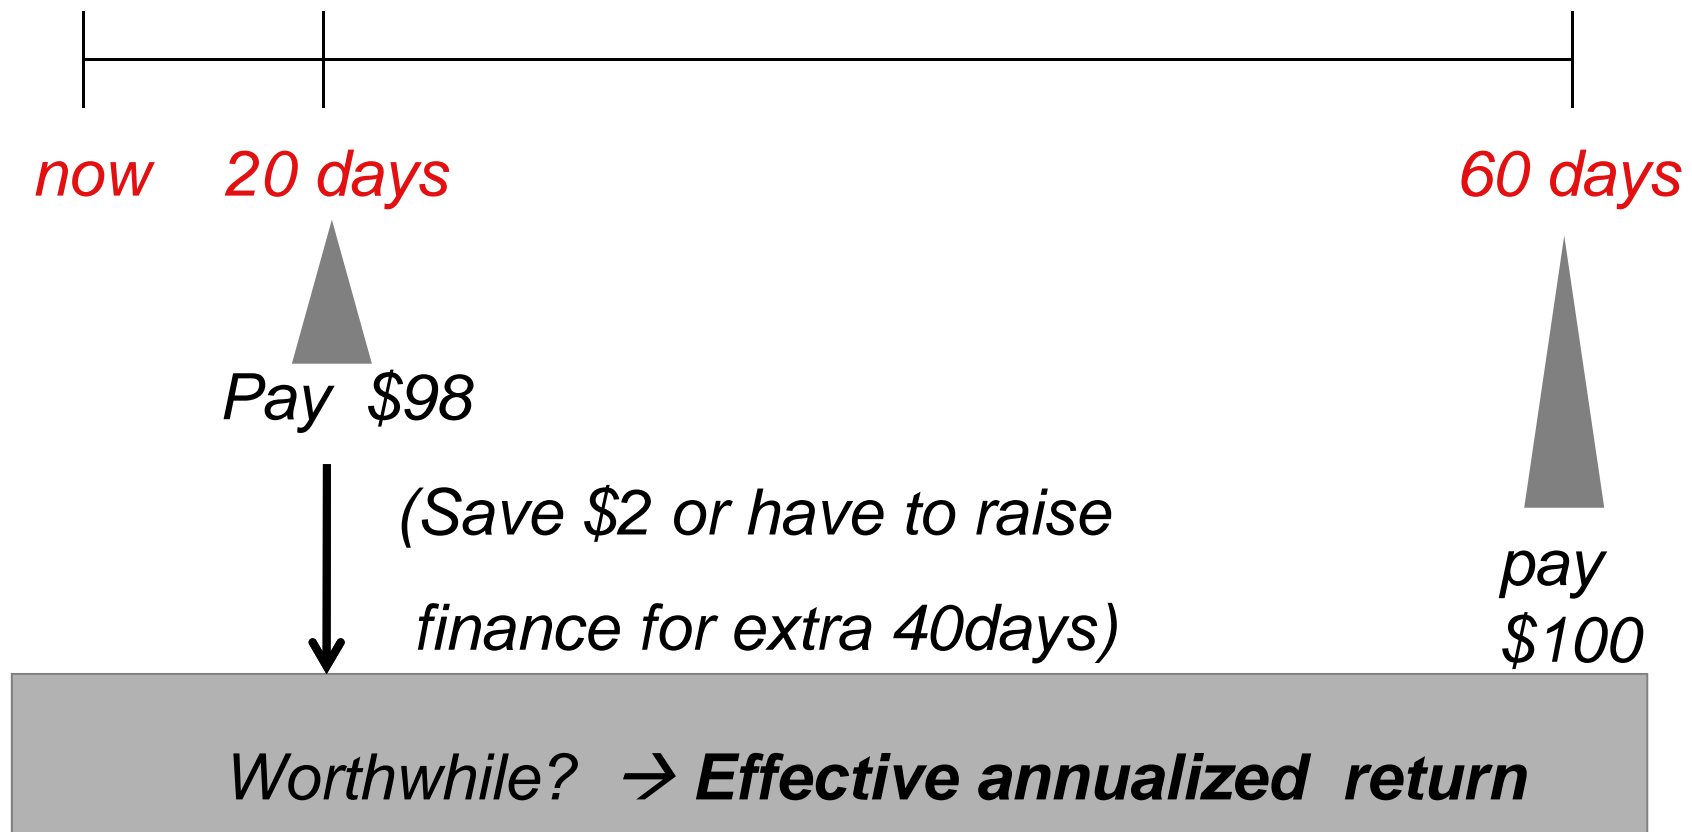 now 20 days 60 days
Pay $98
(Save $2 or have to raise
finance for extra 40days)
pay
$100
Worthwhile? → Effective annualized return